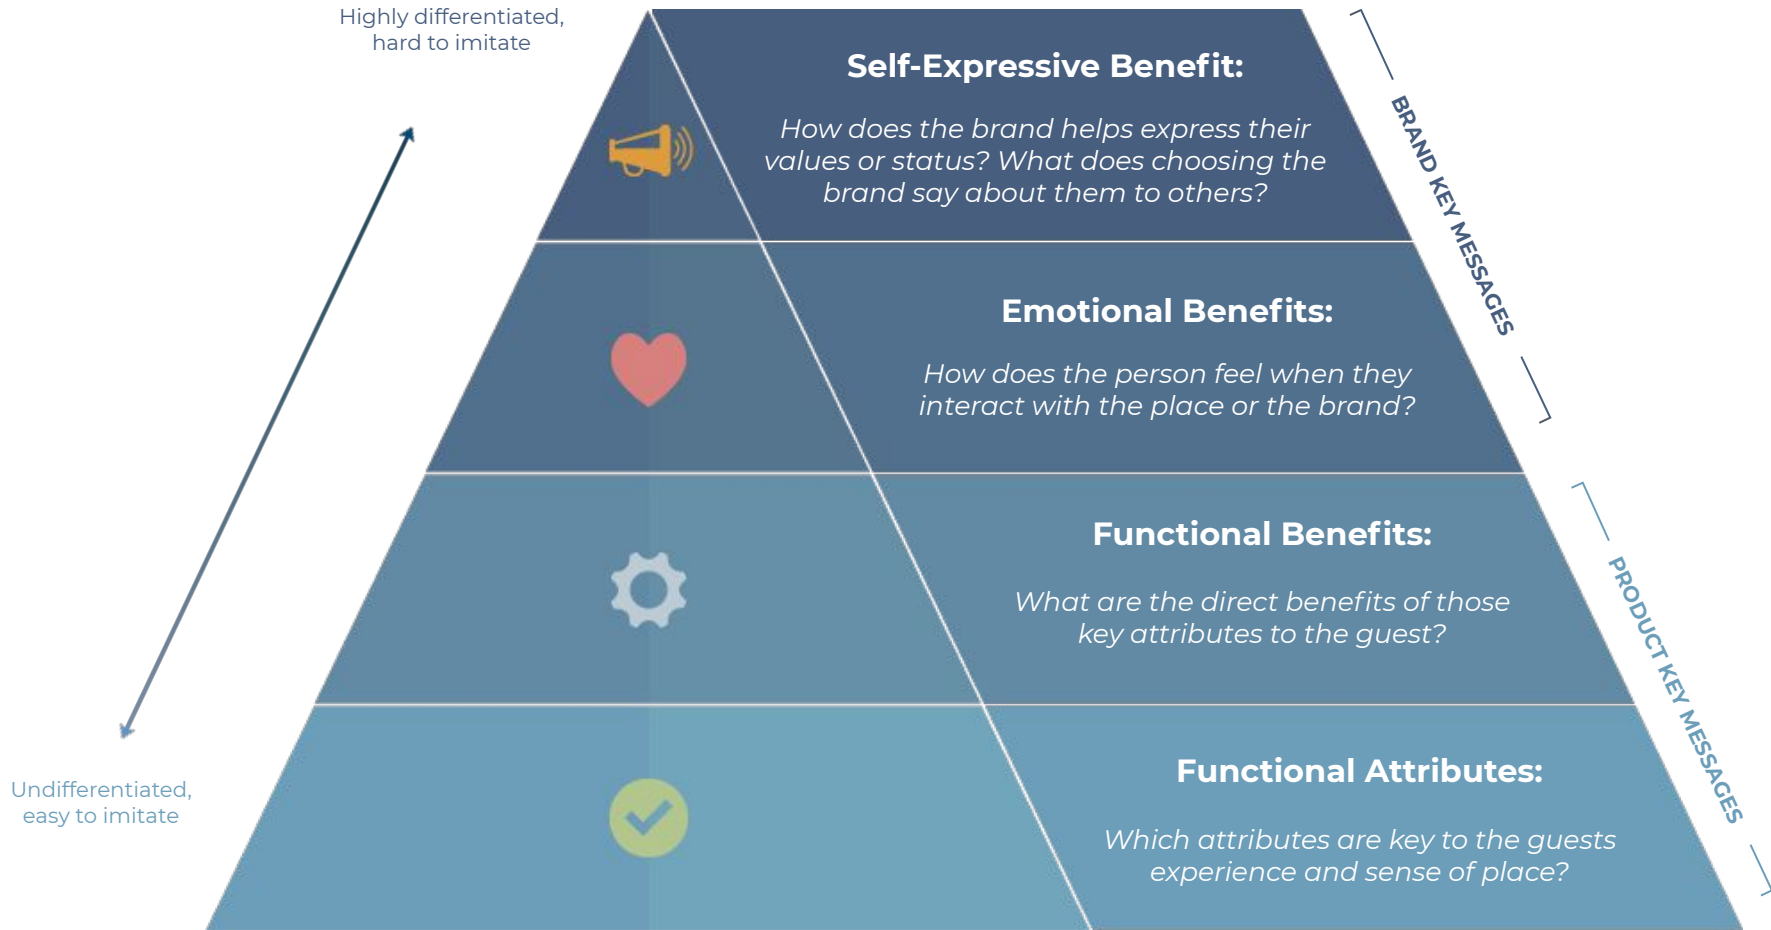 Highly differentiated,
hard to imitate
Self-Expressive Benefit:
How does the brand helps express their
values or status? What does choosing the
brand say about them to others?
BRAND KEY MESSAGES
Emotional Benefits:
How does the person feel when they
interact with the place or the brand?
Functional Benefits:
What are the direct benefits of those
key attributes to the guest?
PRODUCT KEY MESSAGES
Undifferentiated,
easy to imitate
Functional Attributes:
Which attributes are key to the guests
experience and sense of place?